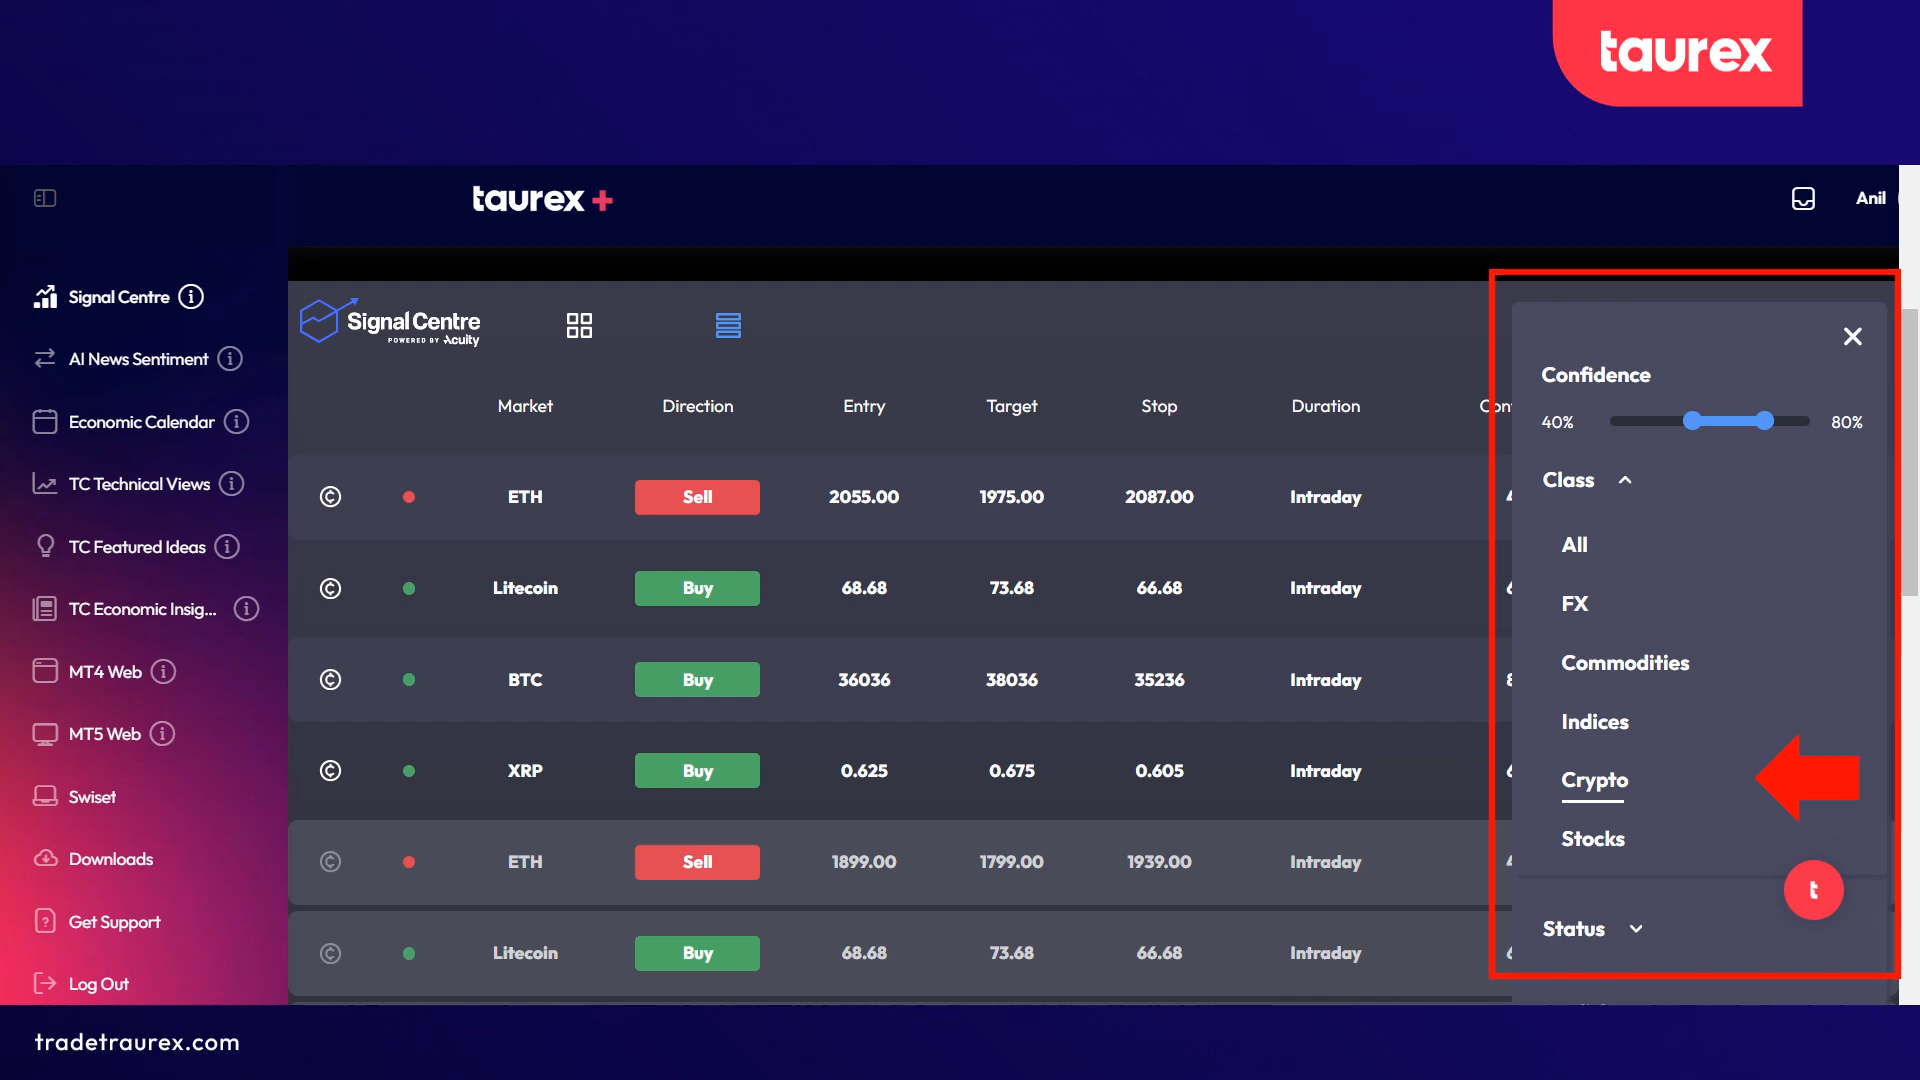 taurex
taurex +
Anil
Signal Centre
AI News Sentiment
Economic Calendar
TC Technical Views
TC Featured Ideas
TC Economic Insig...
MT4 Web
MT5 Web
Swiset
Downloads
Get Support
Log Out
Signal Centre
POWERED BY Acuity
Market Direction Entry Target Stop Duration
ETH Sell 2055.00 1975.00 2087.00 Intraday
Litecoin Buy 68.68 73.68 66.68 Intraday
BTC Buy 36036 38036 35236 Intraday
XRP Buy 0.625 0.675 0.605 Intraday
ETH Sell 1899.00 1799.00 1939.00 Intraday
Litecoin Buy 68.68 73.68 66.68 Intraday
Confidence
40% 80%
Class
All
FX
Commodities
Indices
Crypto
Stocks
t
Status
tradetraurex.com